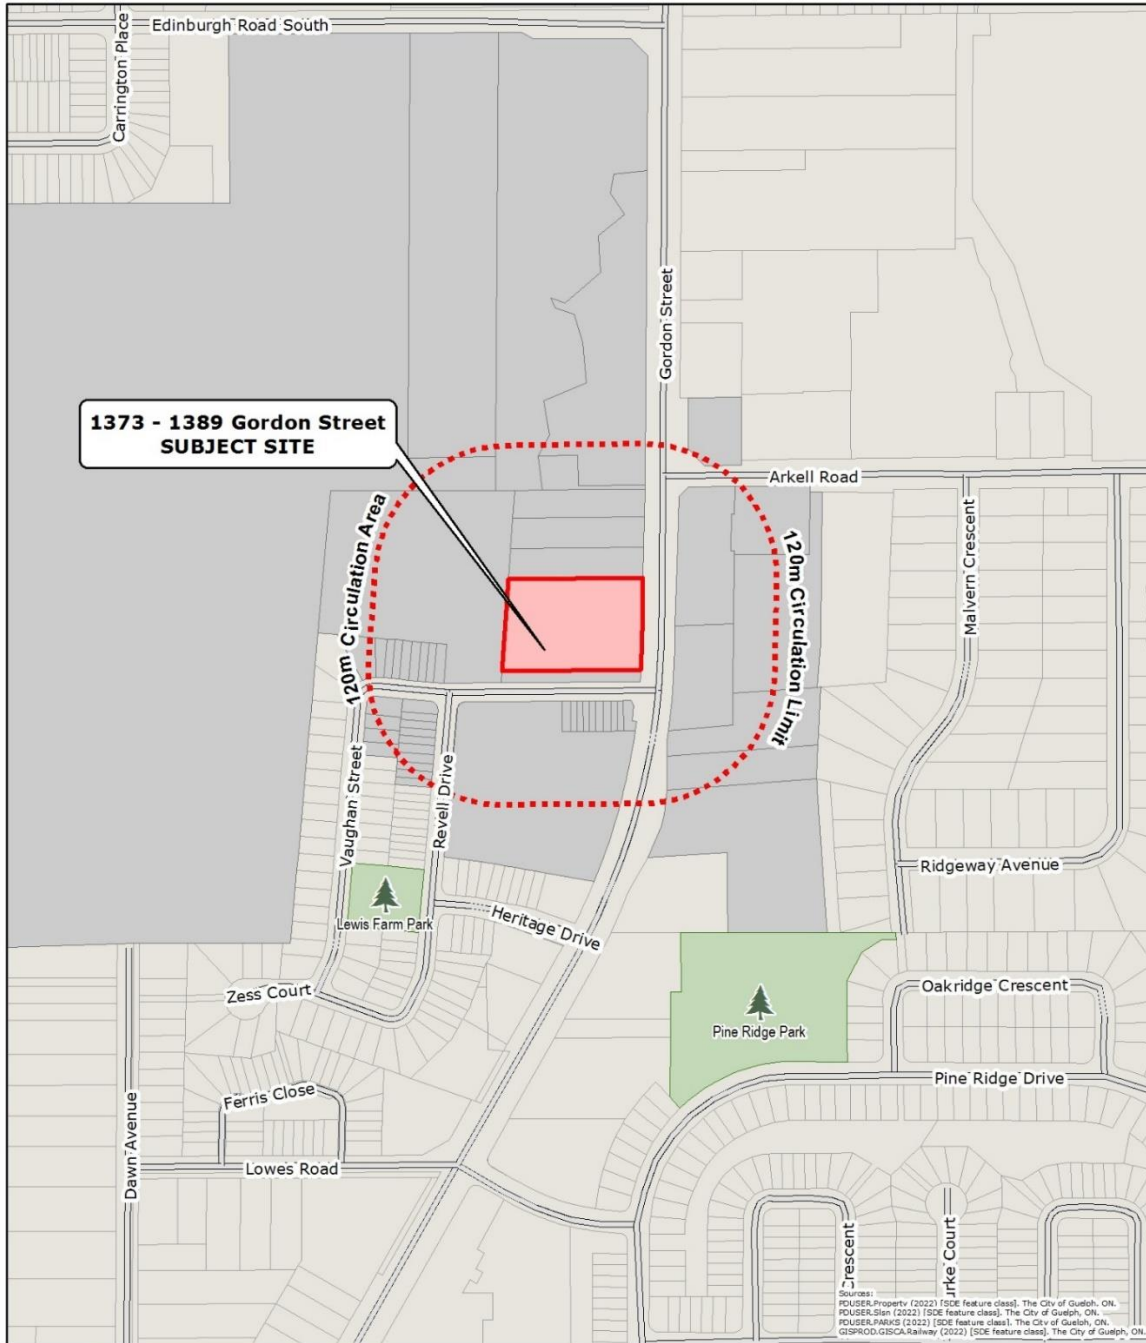 Edinburgh Road South
Carrington Place
Gordon Street
1373 - 1389 Gordon Street
SUBJECT SITE
Arkell Road
120m Circulation Area
120m Circulation Limit
Malvern Crescent
Vaughan Street
Revell Drive
Ridgeway Avenue
Lewis Farm Park
Heritage Drive
Zess Court
Oakridge Crescent
Pine Ridge Park
Pine Ridge Drive
Ferris Close
Dawn Avenue
Lowes Road
Crescent
urke Court
Sources:
PDUSER.Property (2022) [SDE feature class]. The City of Guelph, ON.
PDUSER.Slsn (2022) [SDE feature class]. The City of Guelph, ON.
PDUSER.PARKS (2022) [SDE feature class]. The City of Guelph, ON.
GISPROD.GISCA.Railway (2022) [SDE feature class]. The City of Guelph, ON.